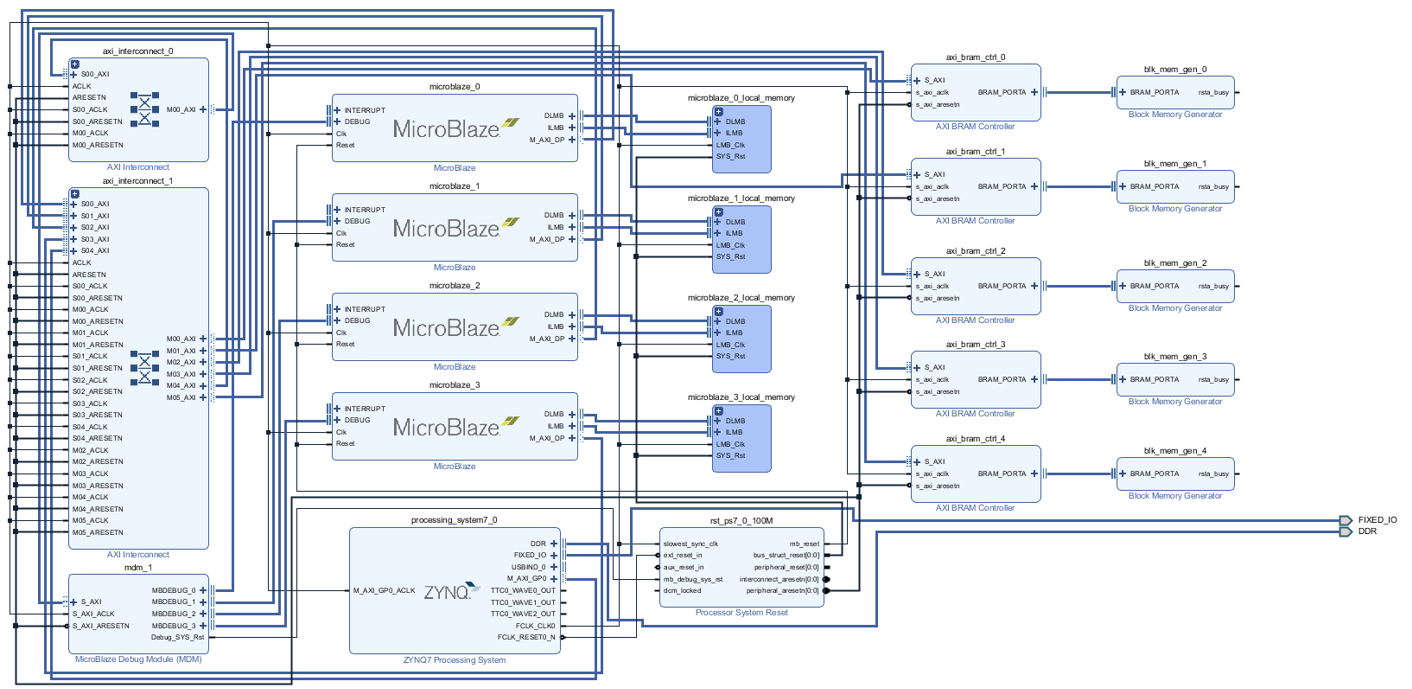 axi_interconnect_0
S00_AXI
ACLK
ARESETN
S00_ACLK
S00_ARESETN
M00_ACLK
M00_ARESETN
M00_AXI
AXI Interconnect
axi_interconnect_1
S00_AXI
S01_AXI
S02_AXI
S03_AXI
S04_AXI
ACLK
ARESETN
S00_ACLK
S00_ARESETN
M00_ACLK
M00_ARESETN
M01_ACLK
M01_ARESETN
S01_ACLK
S01_ARESETN
S02_ACLK
S02_ARESETN
S03_ACLK
S03_ARESETN
S04_ACLK
S04_ARESETN
M02_ACLK
M02_ARESETN
M03_ACLK
M03_ARESETN
M04_ACLK
M04_ARESETN
M05_ACLK
M05_ARESETN
M00_AXI
M01_AXI
M02_AXI
M03_AXI
M04_AXI
M05_AXI
AXI Interconnect
mdm_1
S_AXI
S_AXI_ACLK
S_AXI_ARESETN
MBDEBUG_0
MBDEBUG_1
MBDEBUG_2
MBDEBUG_3
Debug_SYS_Rst
MicroBlaze Debug Module (MDM)
microblaze_0
INTERRUPT
DEBUG
Clk
Reset
MicroBlaze
DLMB
ILMB
M_AXI_DP
MicroBlaze
microblaze_1
INTERRUPT
DEBUG
Clk
Reset
MicroBlaze
DLMB
ILMB
M_AXI_DP
MicroBlaze
microblaze_2
INTERRUPT
DEBUG
Clk
Reset
MicroBlaze
DLMB
ILMB
M_AXI_DP
MicroBlaze
microblaze_3
INTERRUPT
DEBUG
Clk
Reset
MicroBlaze
DLMB
ILMB
M_AXI_DP
MicroBlaze
processing_system7_0
M_AXI_GP0_ACLK
ZYNQ
DDR
FIXED_IO
USBIND_0
M_AXI_GP0
TTC0_WAVE0_OUT
TTC0_WAVE1_OUT
TTC0_WAVE2_OUT
FCLK_CLK0
FCLK_RESET0_N
ZYNQ7 Processing System
microblaze_0_local_memory
DLMB
ILMB
LMB_Clk
SYS_Rst
microblaze_1_local_memory
DLMB
ILMB
LMB_Clk
SYS_Rst
microblaze_2_local_memory
DLMB
ILMB
LMB_Clk
SYS_Rst
microblaze_3_local_memory
DLMB
ILMB
LMB_Clk
SYS_Rst
rst_ps7_0_100M
slowest_sync_clk
ext_reset_in
aux_reset_in
mb_debug_sys_rst
dcm_locked
mb_reset
bus_struct_reset[0:0]
peripheral_reset[0:0]
interconnect_aresetn[0:0]
peripheral_aresetn[0:0]
Processor System Reset
axi_bram_ctrl_0
S_AXI
s_axi_aclk
s_axi_aresetn
BRAM_PORTA
AXI BRAM Controller
axi_bram_ctrl_1
S_AXI
s_axi_aclk
s_axi_aresetn
BRAM_PORTA
AXI BRAM Controller
axi_bram_ctrl_2
S_AXI
s_axi_aclk
s_axi_aresetn
BRAM_PORTA
AXI BRAM Controller
axi_bram_ctrl_3
S_AXI
s_axi_aclk
s_axi_aresetn
BRAM_PORTA
AXI BRAM Controller
axi_bram_ctrl_4
S_AXI
s_axi_aclk
s_axi_aresetn
BRAM_PORTA
AXI BRAM Controller
blk_mem_gen_0
BRAM_PORTA rsta_busy
Block Memory Generator
blk_mem_gen_1
BRAM_PORTA rsta_busy
Block Memory Generator
blk_mem_gen_2
BRAM_PORTA rsta_busy
Block Memory Generator
blk_mem_gen_3
BRAM_PORTA rsta_busy
Block Memory Generator
blk_mem_gen_4
BRAM_PORTA rsta_busy
Block Memory Generator
FIXED_IO
DDR